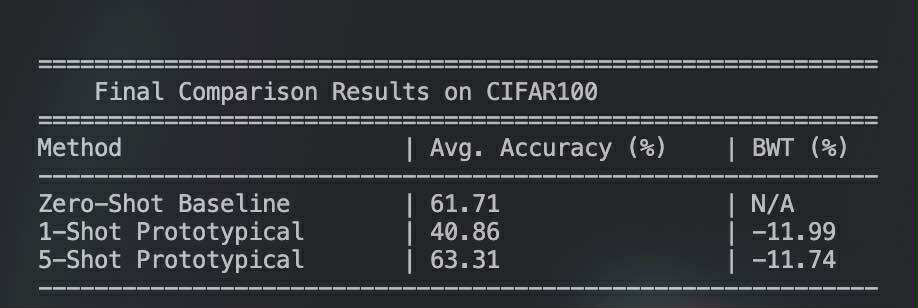 ============================================================
    Final Comparison Results on CIFAR100
============================================================
Method                    | Avg. Accuracy (%)    | BWT (%)
------------------------------------------------------------
Zero-Shot Baseline        | 61.71                | N/A
1-Shot Prototypical       | 40.86                | -11.99
5-Shot Prototypical       | 63.31                | -11.74
------------------------------------------------------------